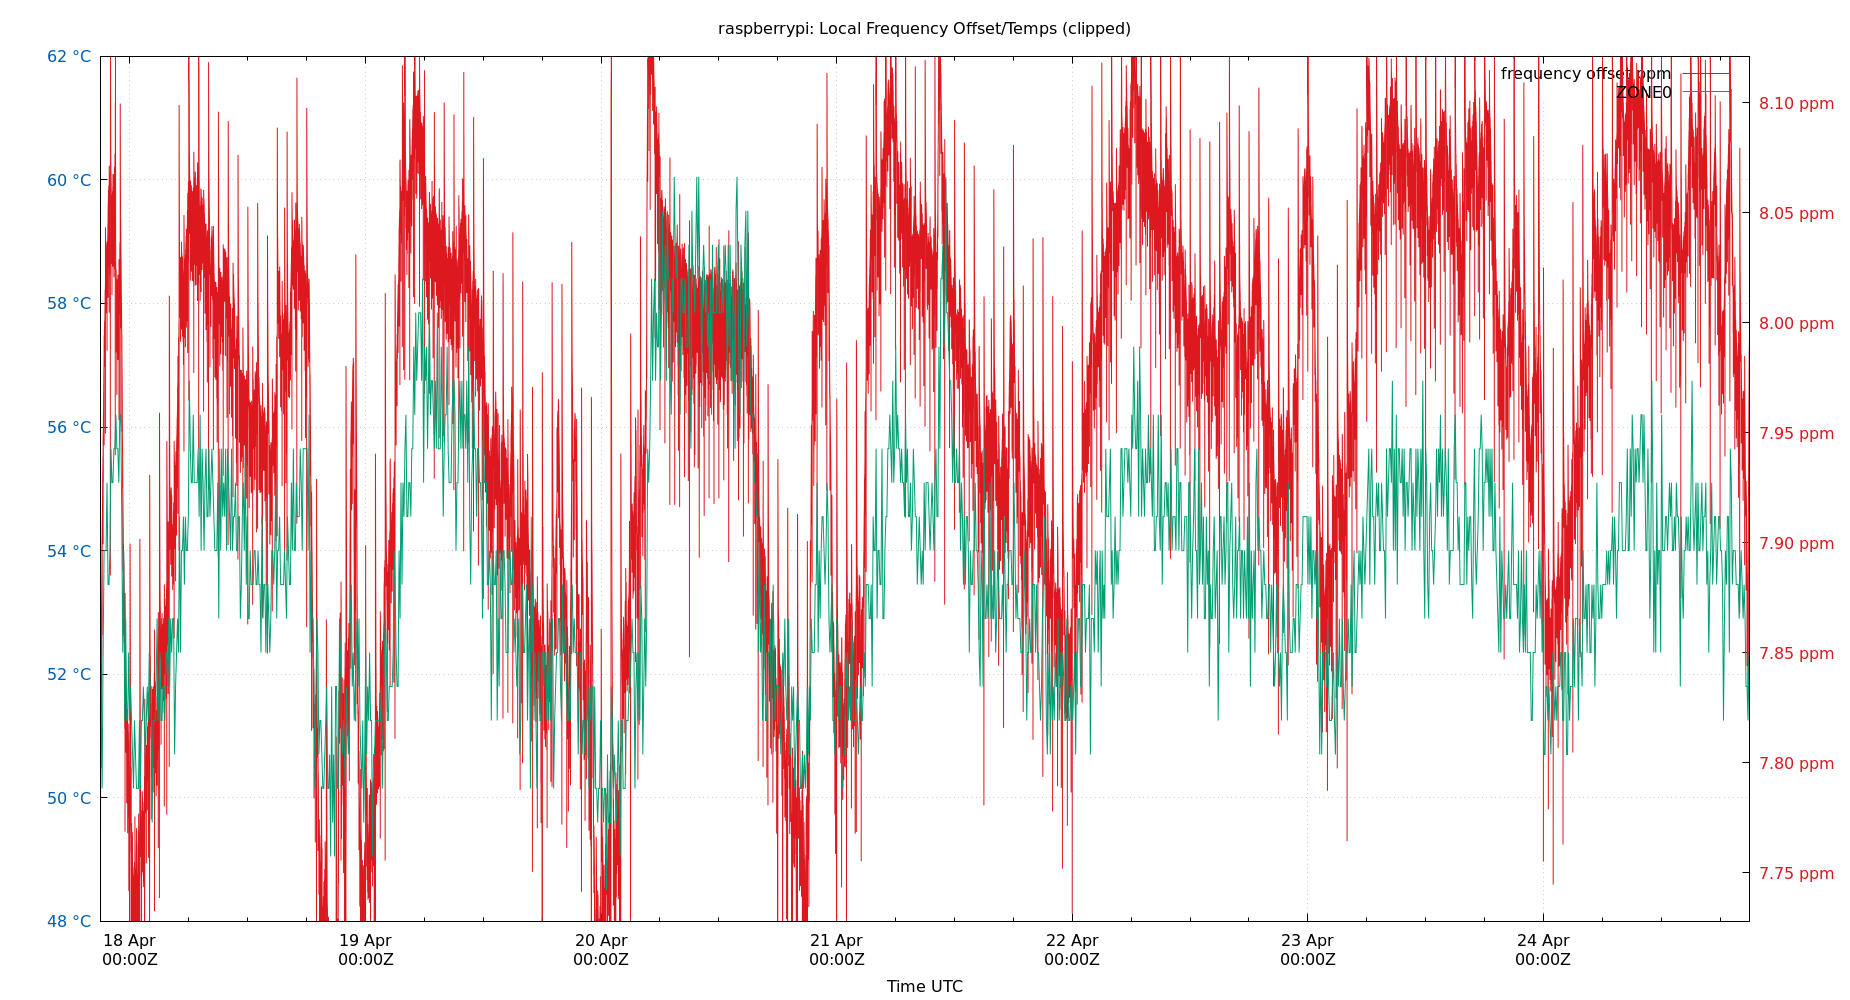 raspberrypi: Local Frequency Offset/Temps (clipped)
62 °C
60 °C
58 °C
56 °C
54 °C
52 °C
50 °C
48 °C
frequency offset ppm
ZONE0
8.10 ppm
8.05 ppm
8.00 ppm
7.95 ppm
7.90 ppm
7.85 ppm
7.80 ppm
7.75 ppm
18 Apr
00:00Z
19 Apr
00:00Z
20 Apr
00:00Z
21 Apr
00:00Z
22 Apr
00:00Z
23 Apr
00:00Z
24 Apr
00:00Z
Time UTC